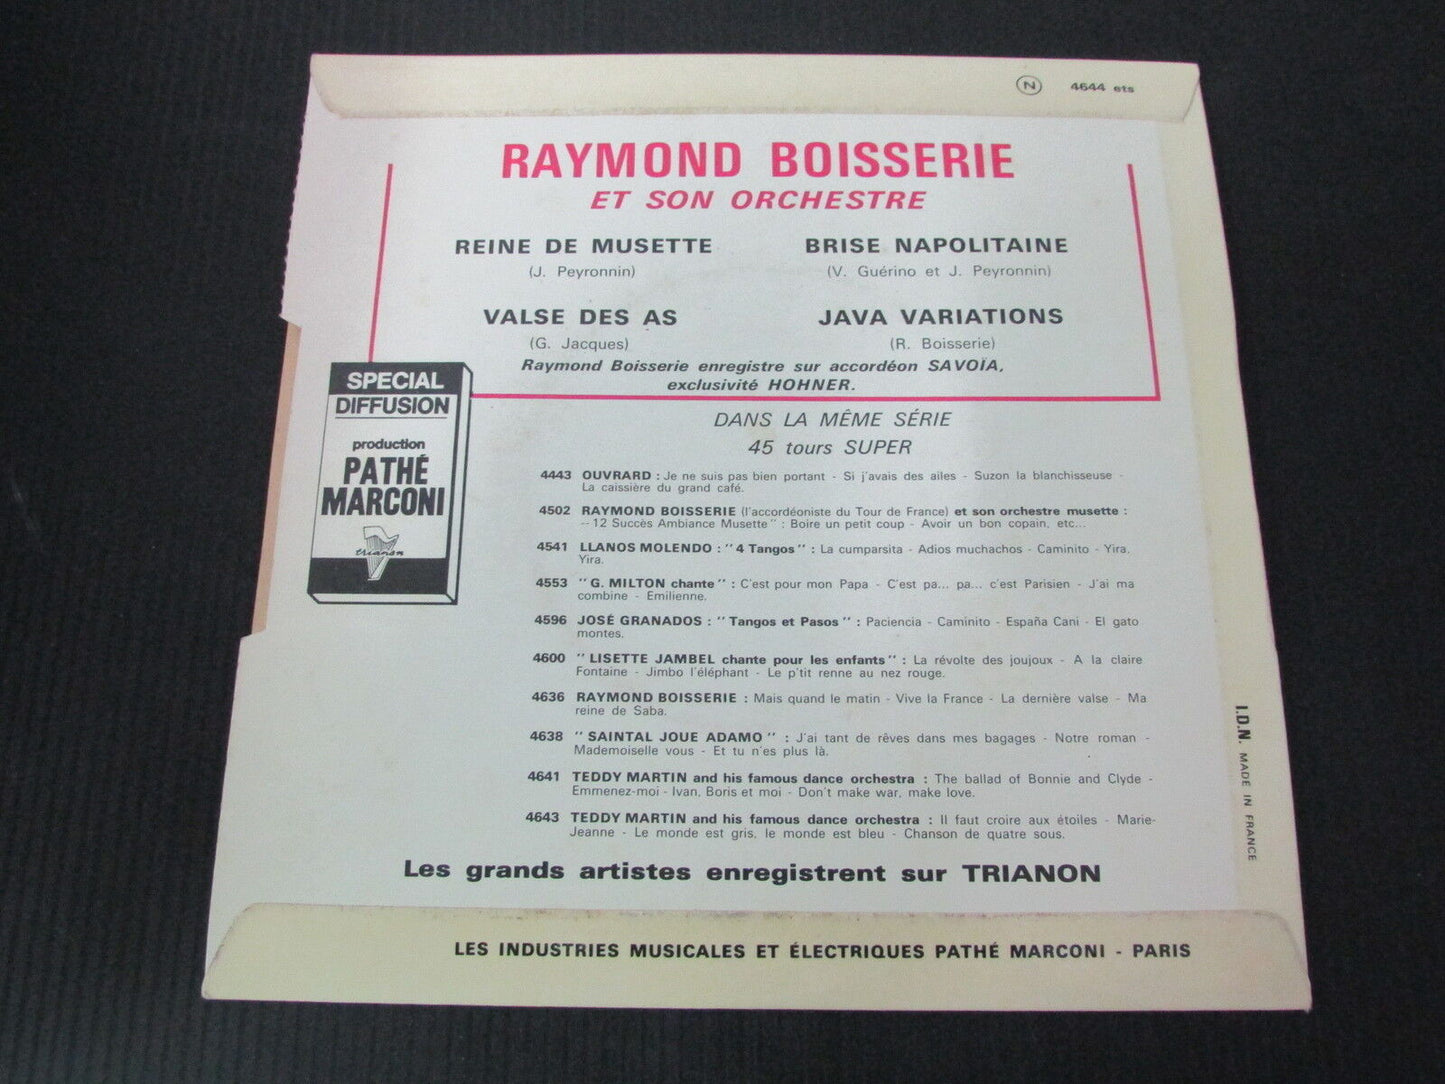 N 4644 ets
RAYMOND BOISSERIE
ET SON ORCHESTRE
REINE DE MUSETTE
(J. Peyronnin)
BRISE NAPOLITAINE
(V. Guérino et J. Peyronnin)
VALSE DES AS
(G. Jacques)
JAVA VARIATIONS
(R. Boisserie)
Raymond Boisserie enregistre sur accordéon SAVOÏA,
exclusivité HOHNER.
SPECIAL
DIFFUSION
production
PATHÉ
MARCONI
trianon
DANS LA MÊME SÉRIE
45 tours SUPER
4443 OUVRARD : Je ne suis pas bien portant - Si j'avais des ailes - Suzon la blanchisseuse -
La caissière du grand café.
4502 RAYMOND BOISSERIE (l'accordéoniste du Tour de France) et son orchestre musette :
-- 12 Succès Ambiance Musette" : Boire un petit coup - Avoir un bon copain, etc...
4541 LLANOS MOLENDO : "4 Tangos" : La cumparsita - Adios muchachos - Caminito - Yira.
Yira.
4553 "G. MILTON chante" : C'est pour mon Papa - C'est pa... pa... c'est Parisien - J'ai ma
combine - Emilienne.
4596 JOSÉ GRANADOS : "Tangos et Pasos" : Paciencia - Caminito - España Cani - El gato
montes.
4600 "LISETTE JAMBEL chante pour les enfants" : La révolte des joujoux - A la claire
Fontaine - Jimbo l'éléphant - Le p'tit renne au nez rouge.
4636 RAYMOND BOISSERIE : Mais quand le matin - Vive la France - La dernière valse - Ma
reine de Saba.
4638 "SAINTAL JOUE ADAMO" : J'ai tant de rêves dans mes bagages - Notre roman -
Mademoiselle vous - Et tu n'es plus là.
4641 TEDDY MARTIN and his famous dance orchestra : The ballad of Bonnie and Clyde -
Emmenez-moi - Ivan, Boris et moi - Don't make war, make love.
4643 TEDDY MARTIN and his famous dance orchestra : Il faut croire aux étoiles - Marie-
Jeanne - Le monde est gris, le monde est bleu - Chanson de quatre sous.
Les grands artistes enregistrent sur TRIANON
I.D.N. MADE IN FRANCE
LES INDUSTRIES MUSICALES ET ÉLECTRIQUES PATHÉ MARCONI - PARIS